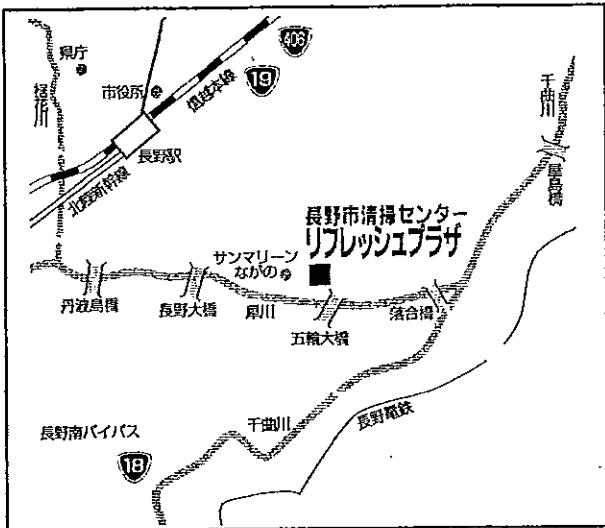 県庁
406
19
裾花川
市役所
信越本線
千曲川
長野駅
北陸新幹線
屋島橋
長野市清掃センター
リフレッシュプラザ
サンマリーン
ながの
丹波島橋
長野大橋
犀川
五輪大橋
落合橋
長野南バイパス
千曲川
長野電鉄
18